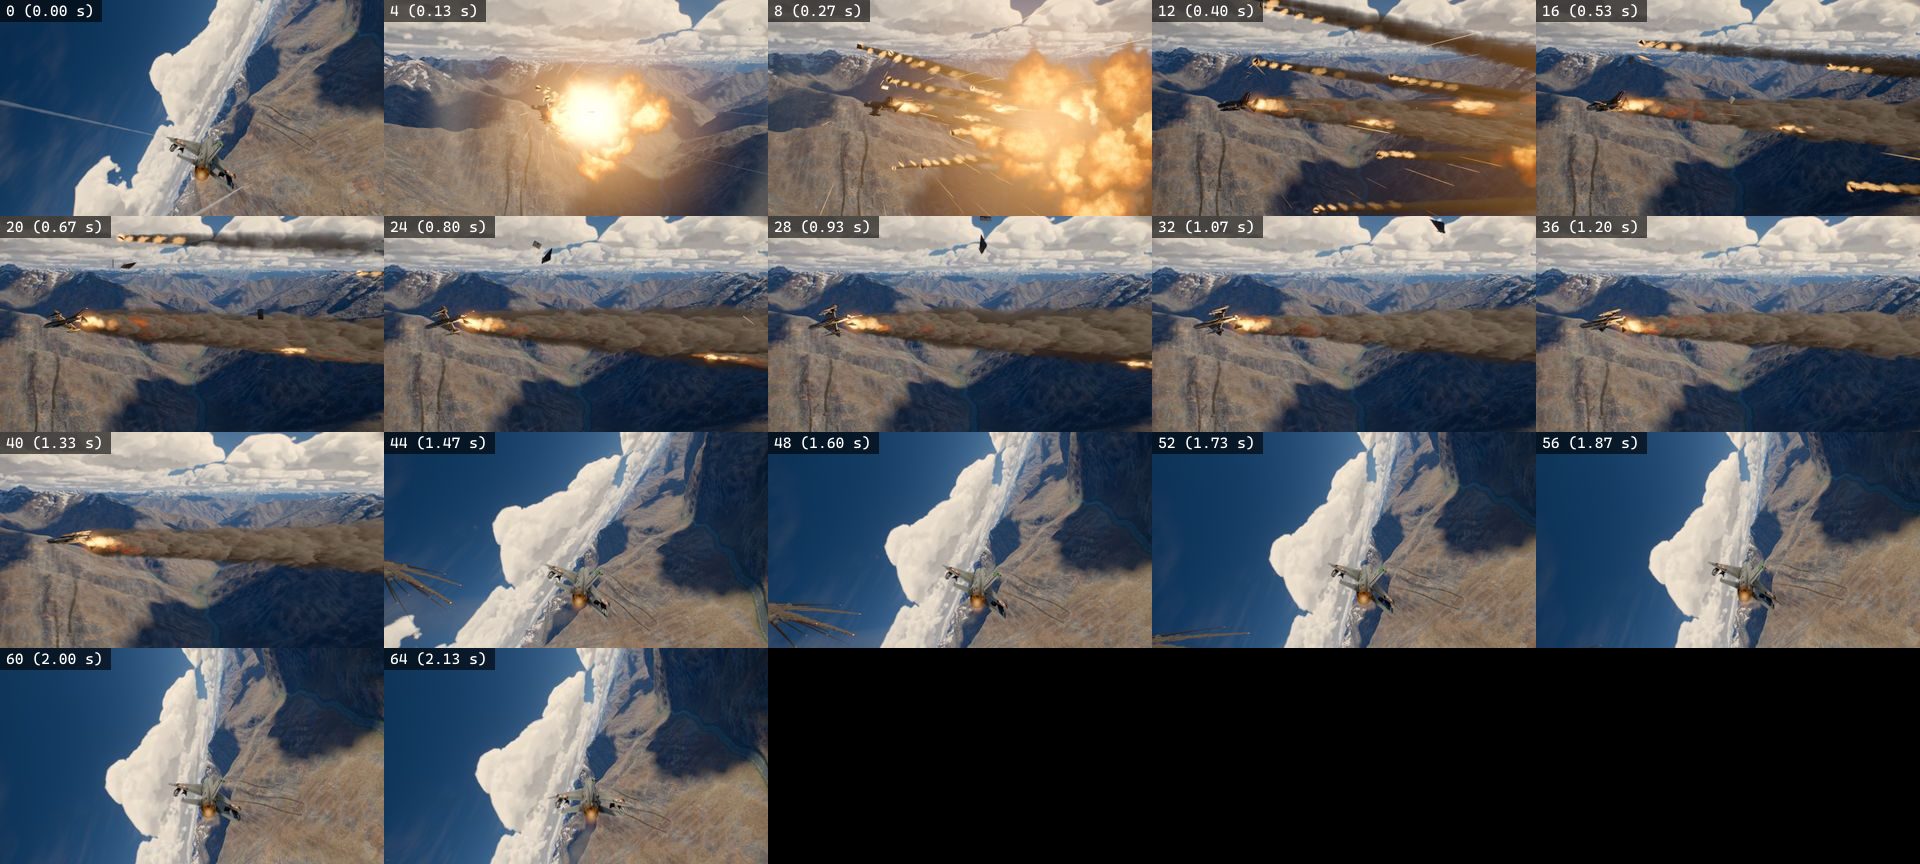 0 (0.00 s)
4 (0.13 s)
8 (0.27 s)
12 (0.40 s)
16 (0.53 s)
20 (0.67 s)
24 (0.80 s)
28 (0.93 s)
32 (1.07 s)
36 (1.20 s)
40 (1.33 s)
44 (1.47 s)
48 (1.60 s)
52 (1.73 s)
56 (1.87 s)
60 (2.00 s)
64 (2.13 s)